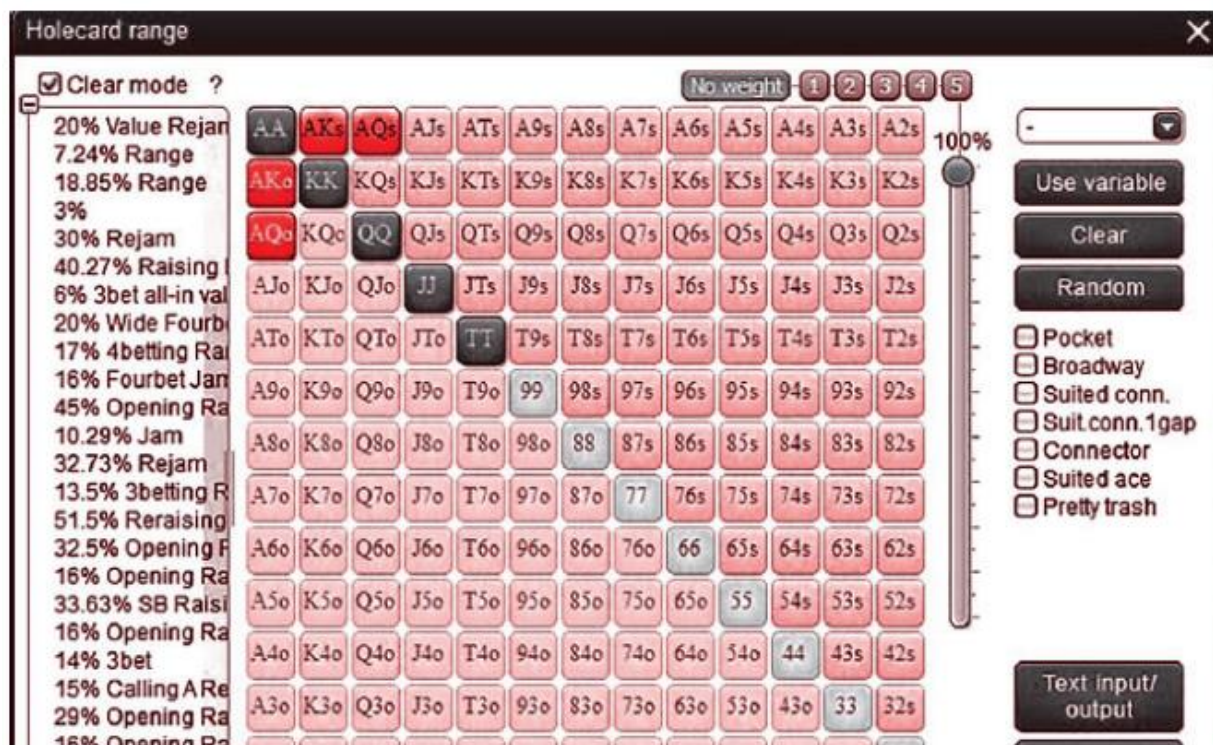 Holecard range
Clear mode ?
No weight 1 2 3 4 5
20% Value Rejan
7.24% Range
18.85% Range
3%
30% Rejam
40.27% Raising
6% 3bet all-in val
20% Wide Fourb
17% 4betting Ra
16% Fourbet Jam
45% Opening Ra
10.29% Jam
32.73% Rejam
13.5% 3betting R
51.5% Reraising
32.5% Opening F
16% Opening Ra
33.63% SB Raisi
16% Opening Ra
14% 3bet
15% Calling A Re
29% Opening Ra
16% Opening Ra
AA AKs AQs AJs ATs A9s A8s A7s A6s A5s A4s A3s A2s
AKo KK KQs KJs KTs K9s K8s K7s K6s K5s K4s K3s K2s
AQo KQo QQ QJs QTs Q9s Q8s Q7s Q6s Q5s Q4s Q3s Q2s
AJo KJo QJo JJ JTs J9s J8s J7s J6s J5s J4s J3s J2s
ATo KTo QTo JTo TT T9s T8s T7s T6s T5s T4s T3s T2s
A9o K9o Q9o J9o T9o 99 98s 97s 96s 95s 94s 93s 92s
A8o K8o Q8o J8o T8o 98o 88 87s 86s 85s 84s 83s 82s
A7o K7o Q7o J7o T7o 97o 87o 77 76s 75s 74s 73s 72s
A6o K6o Q6o J6o T6o 96o 86o 76o 66 65s 64s 63s 62s
A5o K5o Q5o J5o T5o 95o 85o 75o 65o 55 54s 53s 52s
A4o K4o Q4o J4o T4o 94o 84o 74o 64o 54o 44 43s 42s
A3o K3o Q3o J3o T3o 93o 83o 73o 63o 53o 43o 33 32s
100%
-
Use variable
Clear
Random
Pocket
Broadway
Suited conn.
Suit.conn.1gap
Connector
Suited ace
Pretty trash
Text input/
output